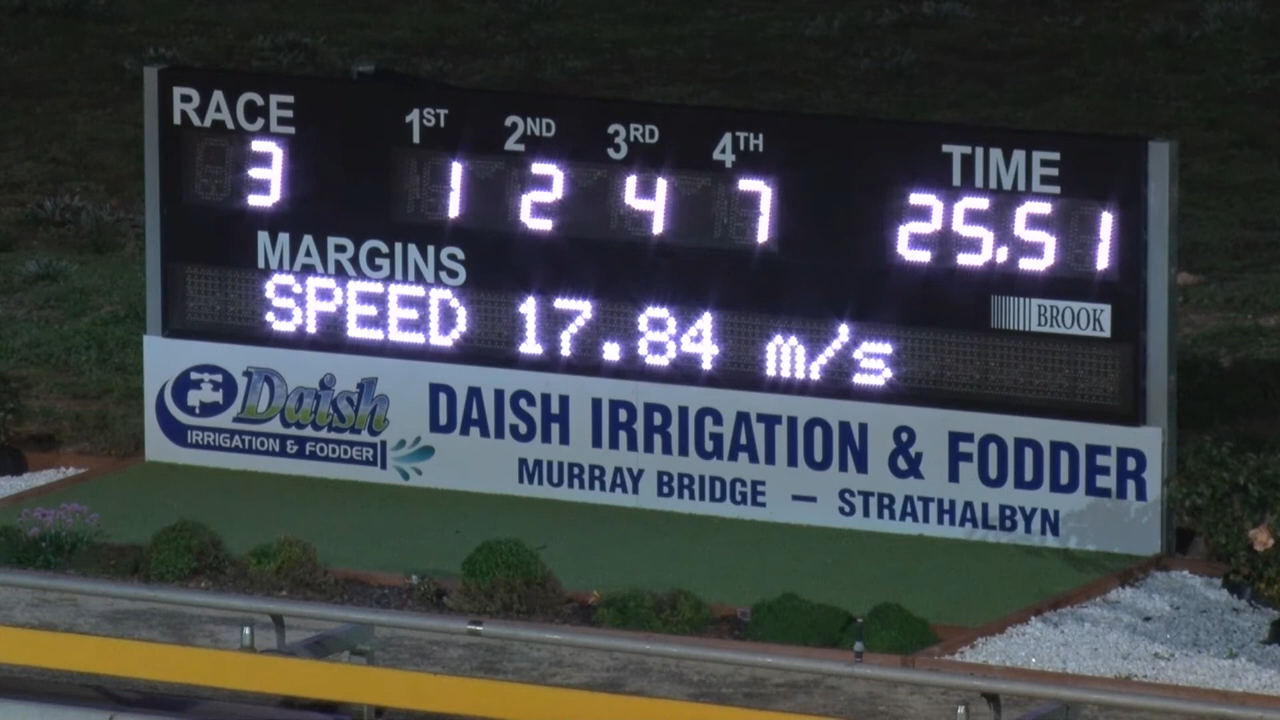 RACE 1ST 2ND 3RD 4TH TIME
3 1 2 4 7 25.51
MARGINS
SPEED 17.84 m/s
BROOK
Daish
IRRIGATION & FODDER
DAISH IRRIGATION & FODDER
MURRAY BRIDGE – STRATHALBYN